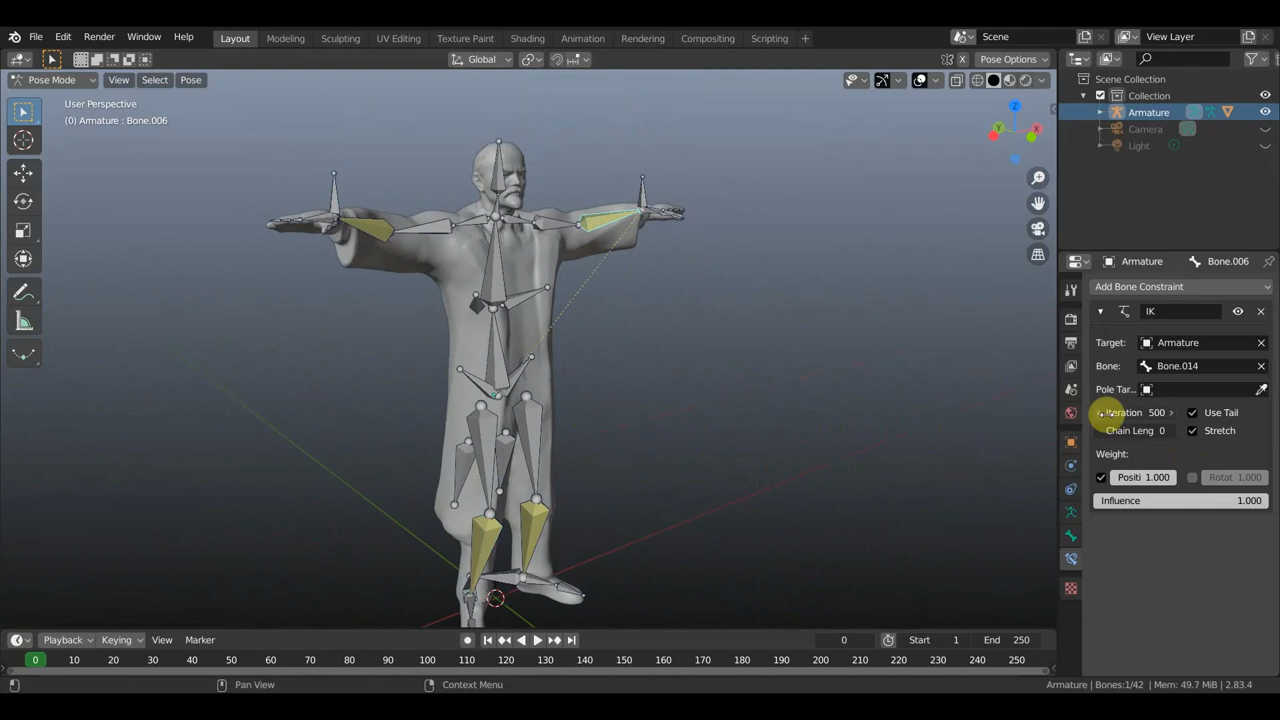 File Edit Render Window Help Layout Modeling Sculpting UV Editing Texture Paint Shading Animation Rendering Compositing Scripting + Scene View Layer
Global Pose Options
X
Pose Mode View Select Pose
User Perspective
(0) Armature : Bone.006
Z
Y
X
Scene Collection
Collection
Armature
Camera
Light
Armature Bone.006
Add Bone Constraint
IK
Target: Armature
Bone: Bone.014
Pole Tar...
Iteration 500 Use Tail
Chain Leng 0 Stretch
Weight:
Positi 1.000 Rotat 1.000
Influence 1.000
Playback Keying View Marker 0 Start 1 End 250
0 10 20 30 40 50 60 70 80 90 100 110 120 130 140 150 160 170 180 190 200 210 220 230 240 250
Pan View Context Menu Armature | Bones:1/42 | Mem: 49.7 MiB | 2.83.4